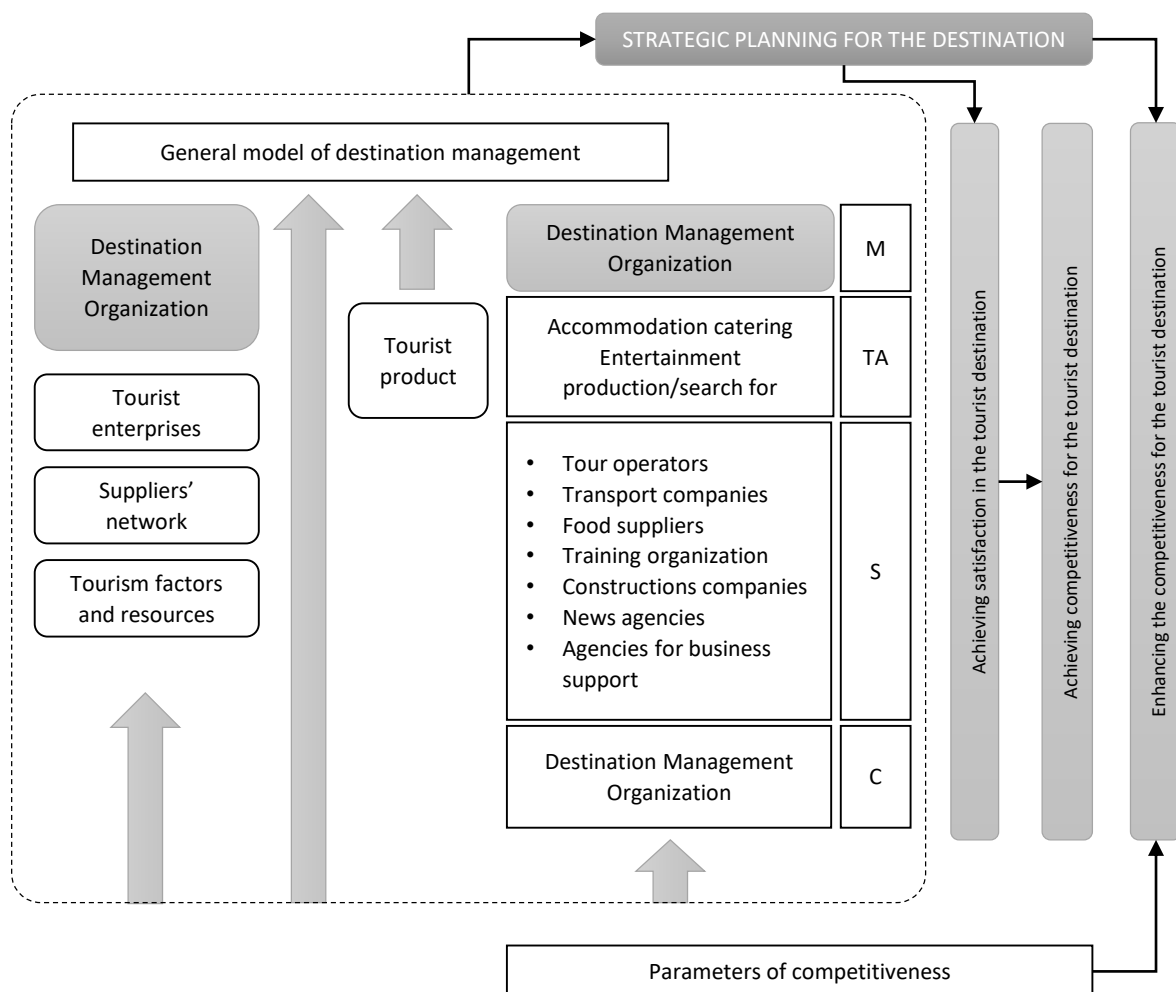 STRATEGIC PLANNING FOR THE DESTINATION
General model of destination management
Destination
Management
Organization
Tourist
enterprises
Suppliers’
network
Tourism factors
and resources
Tourist
product
Destination Management
Organization
M
Accommodation catering
Entertainment
production/search for
TA
• Tour operators
• Transport companies
• Food suppliers
• Training organization
• Constructions companies
• News agencies
• Agencies for business
support
S
Destination Management
Organization
C
Achieving satisfaction in the tourist destination
Achieving competitiveness for the tourist destination
Enhancing the competitiveness for the tourist destination
Parameters of competitiveness